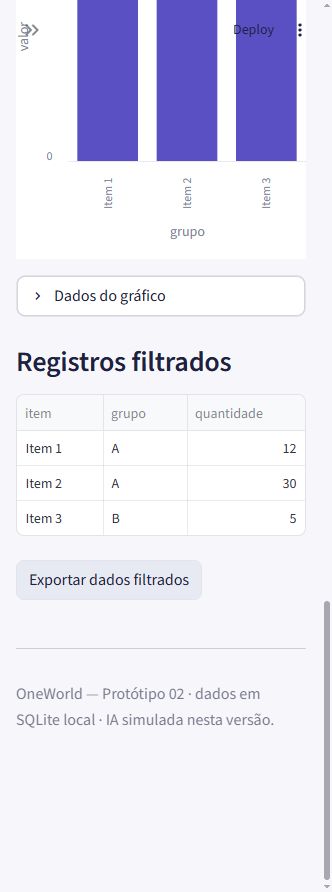 valor
Deploy
0
Item 1
Item 2
Item 3
grupo
Dados do gráfico
Registros filtrados
item grupo quantidade
Item 1 A 12
Item 2 A 30
Item 3 B 5
Exportar dados filtrados
OneWorld — Protótipo 02 · dados em
SQLite local · IA simulada nesta versão.